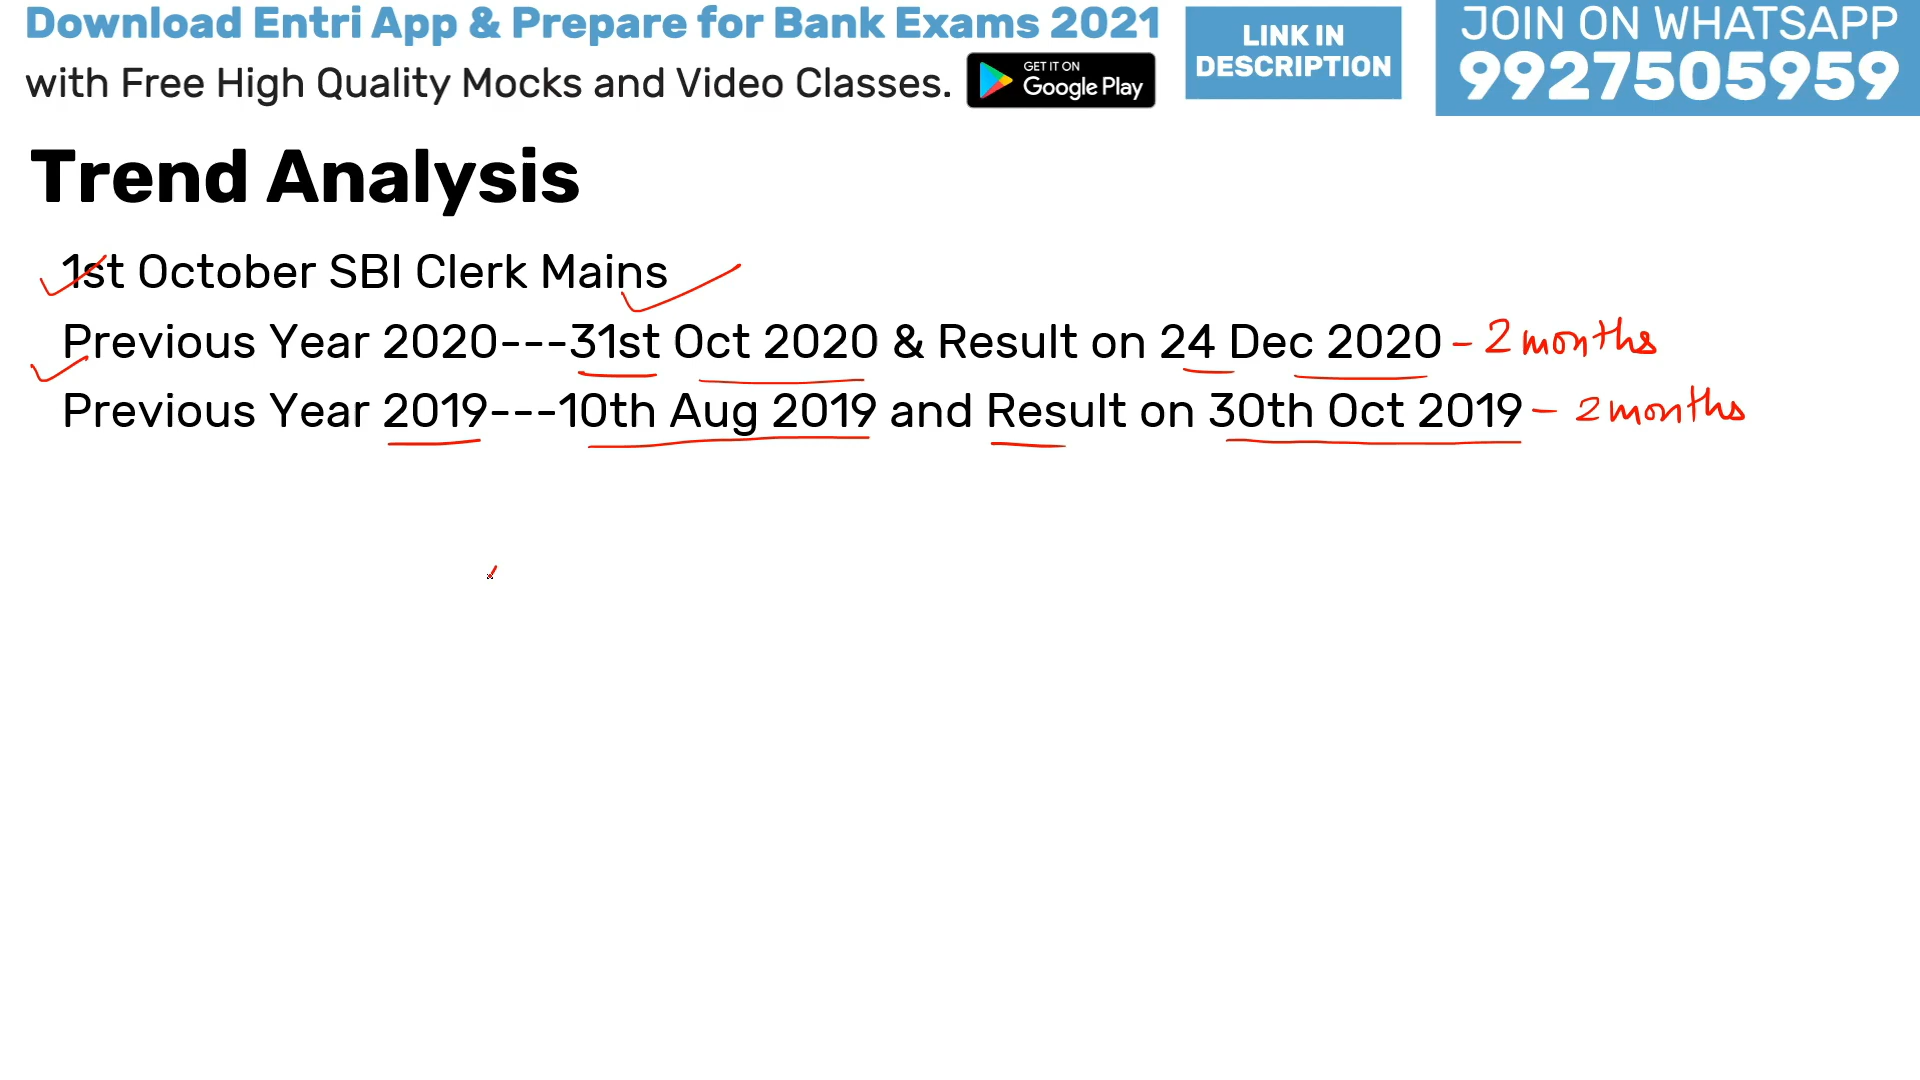 Download Entri App & Prepare for Bank Exams 2021
with Free High Quality Mocks and Video Classes.
GET IT ON
Google Play
LINK IN
DESCRIPTION
JOIN ON WHATSAPP
9927505959
Trend Analysis
1st October SBI Clerk Mains
Previous Year 2020---31st Oct 2020 & Result on 24 Dec 2020 - 2 months
Previous Year 2019---10th Aug 2019 and Result on 30th Oct 2019 - 2 months